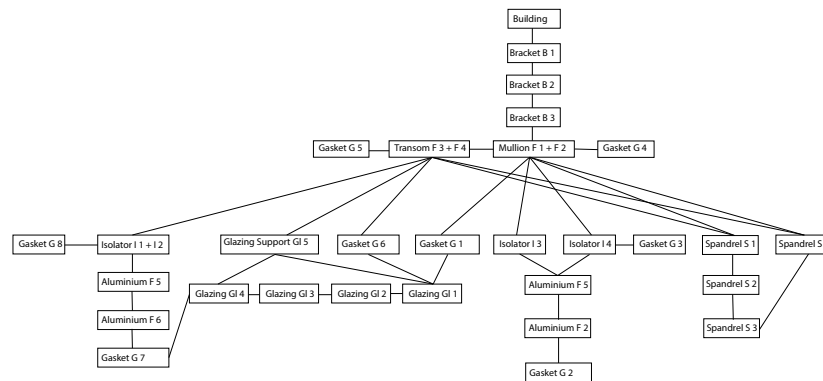 Building
Bracket B 1
Bracket B 2
Bracket B 3
Gasket G 5
Transom F 3 + F 4
Mullion F 1 + F 2
Gasket G 4
Gasket G 8
Isolator I 1 + I 2
Glazing Support Gl 5
Gasket G 6
Gasket G 1
Isolator I 3
Isolator I 4
Gasket G 3
Spandrel S 1
Spandrel S
Aluminium F 5
Glazing Gl 4
Glazing Gl 3
Glazing Gl 2
Glazing Gl 1
Aluminium F 5
Spandrel S 2
Aluminium F 6
Aluminium F 2
Spandrel S 3
Gasket G 7
Gasket G 2